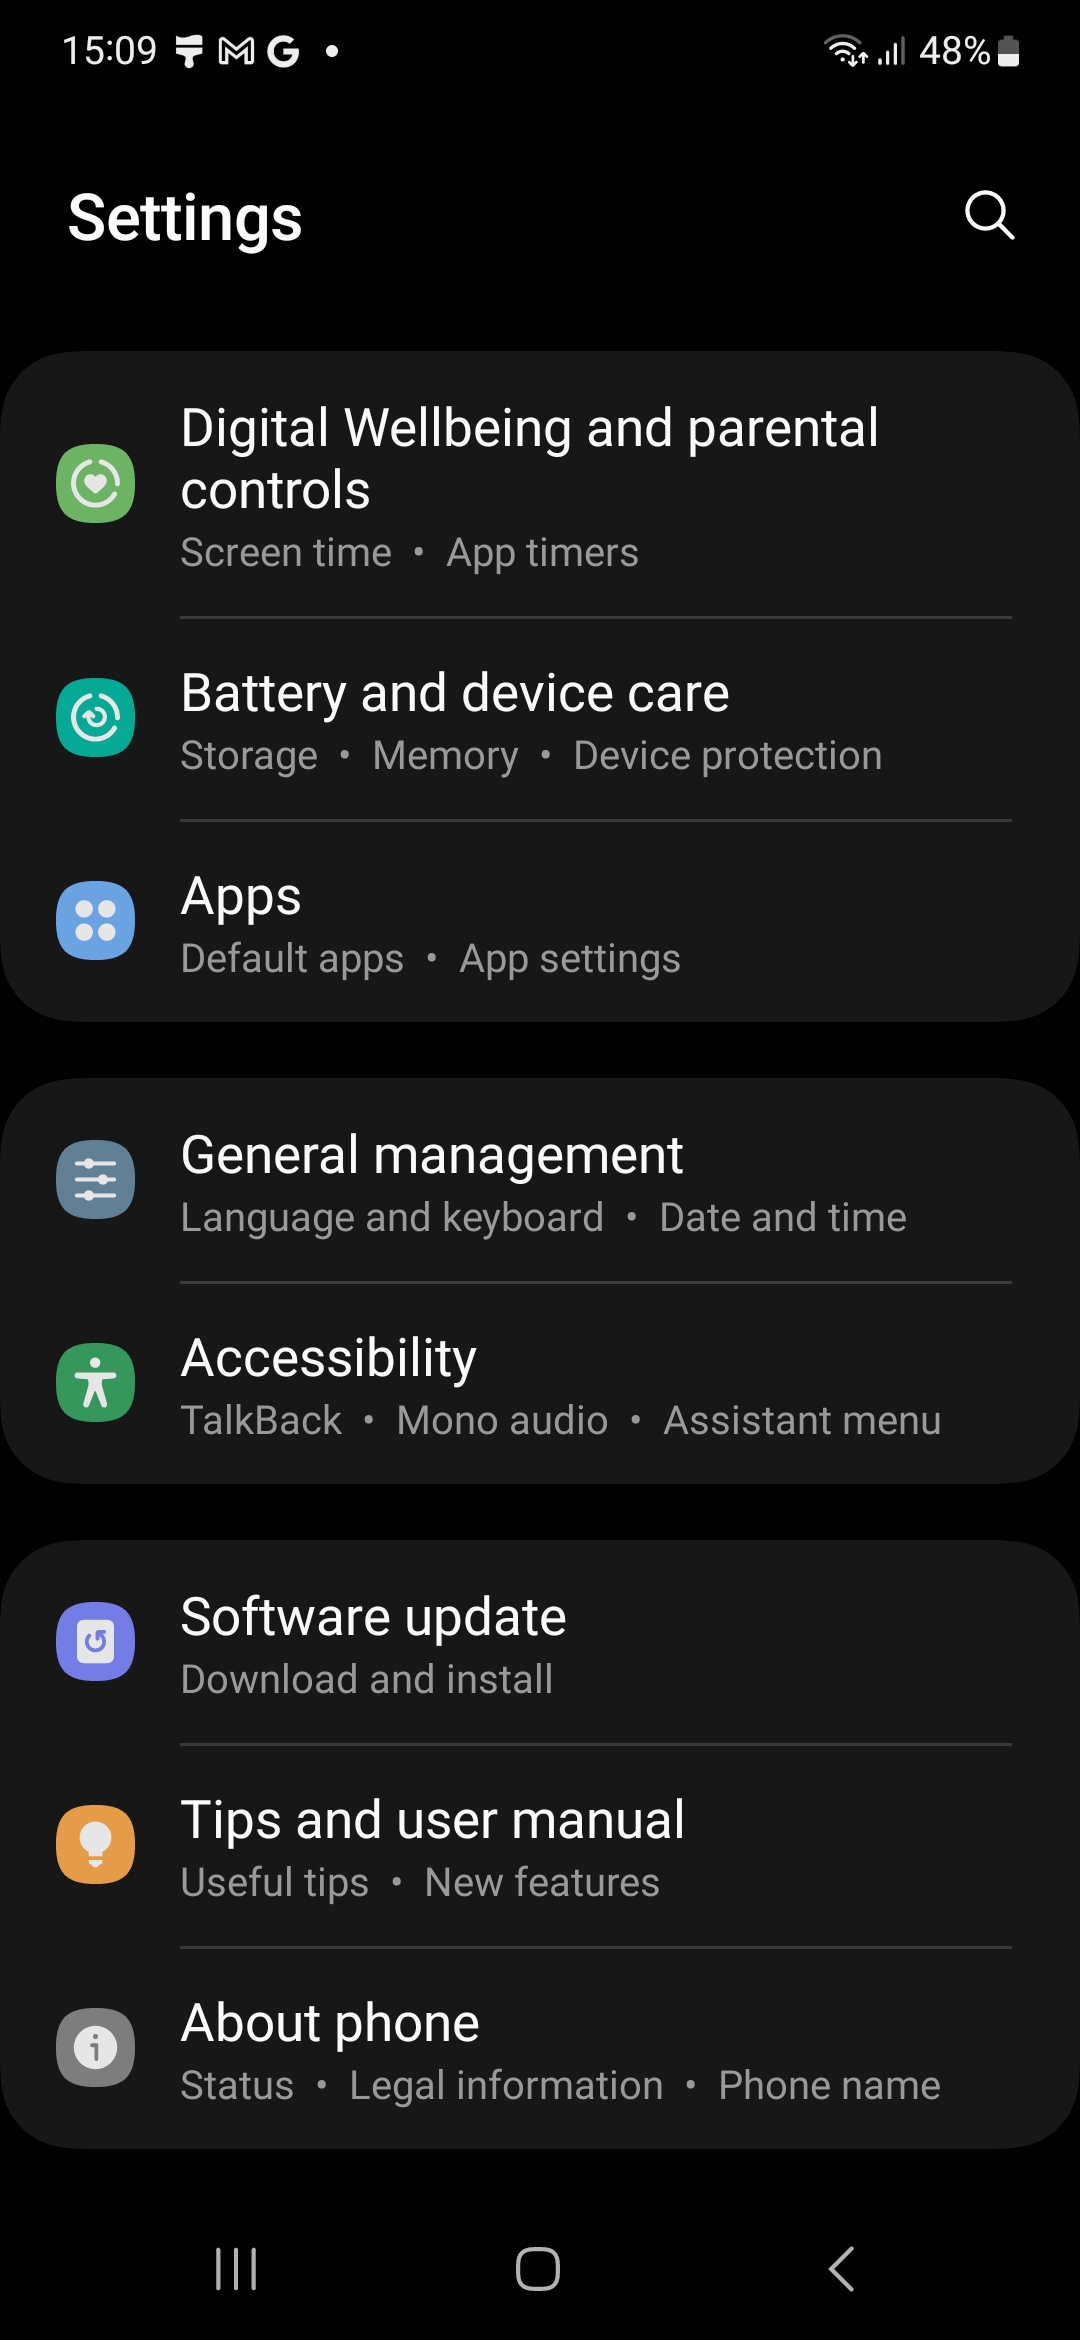 15:09 48%
Settings
Digital Wellbeing and parental
controls
Screen time • App timers
Battery and device care
Storage • Memory • Device protection
Apps
Default apps • App settings
General management
Language and keyboard • Date and time
Accessibility
TalkBack • Mono audio • Assistant menu
Software update
Download and install
Tips and user manual
Useful tips • New features
About phone
Status • Legal information • Phone name